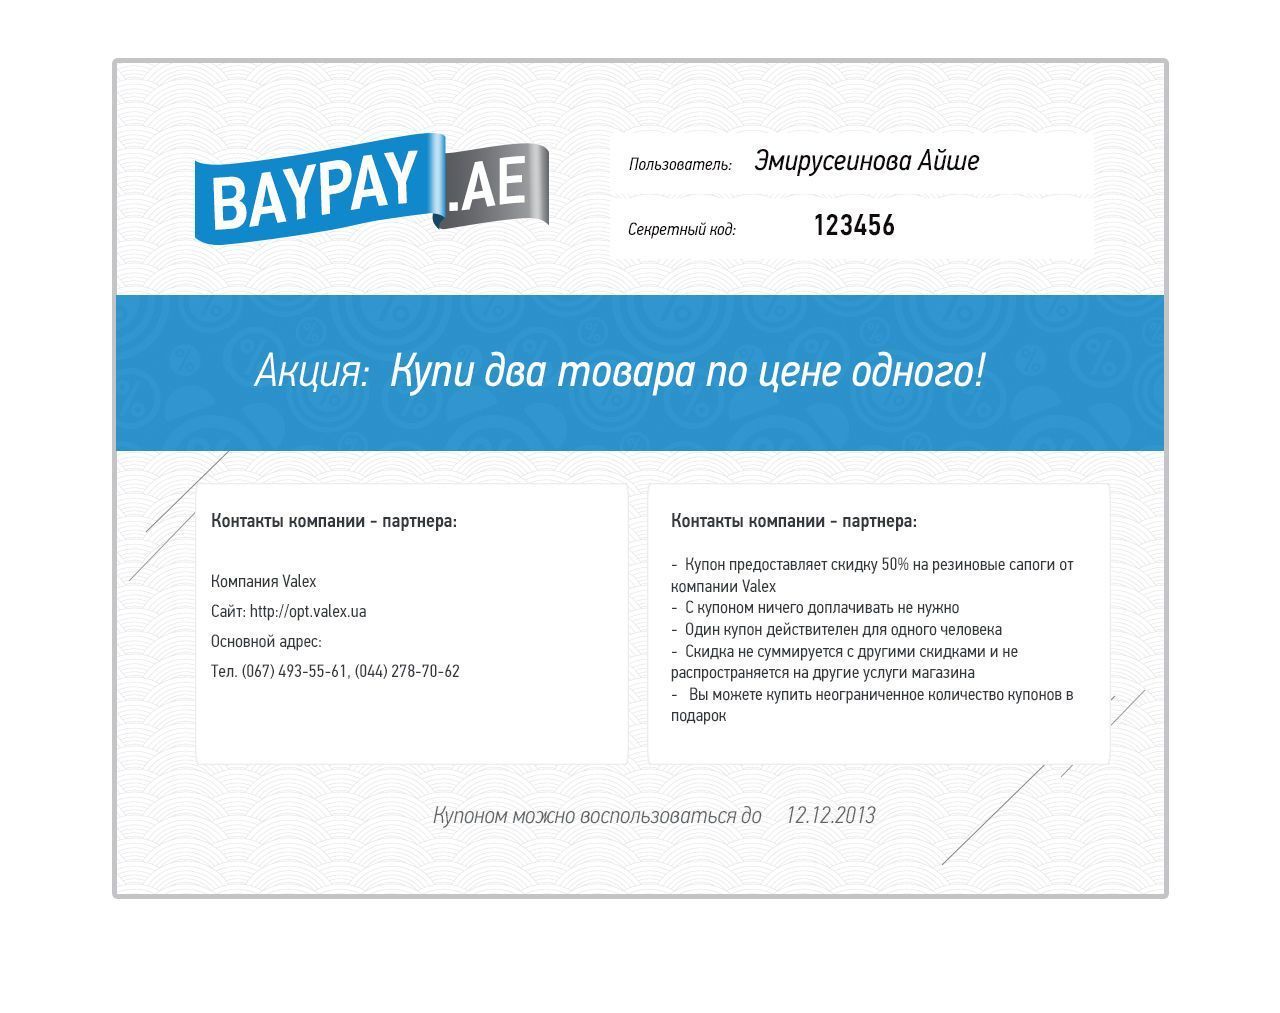 BAYPAY.AE
Пользователь: Эмирусеинова Айше
Секретный код: 123456
Акция: Купи два товара по цене одного!
Контакты компании - партнера:
Компания Valex
Сайт: http://opt.valex.ua
Основной адрес:
Тел. (067) 493-55-61, (044) 278-70-62
Контакты компании - партнера:
- Купон предоставляет скидку 50% на резиновые сапоги от
компании Valex
- С купоном ничего доплачивать не нужно
- Один купон действителен для одного человека
- Скидка не суммируется с другими скидками и не
распространяется на другие услуги магазина
- Вы можете купить неограниченное количество купонов в
подарок
Купоном можно воспользоваться до 12.12.2013